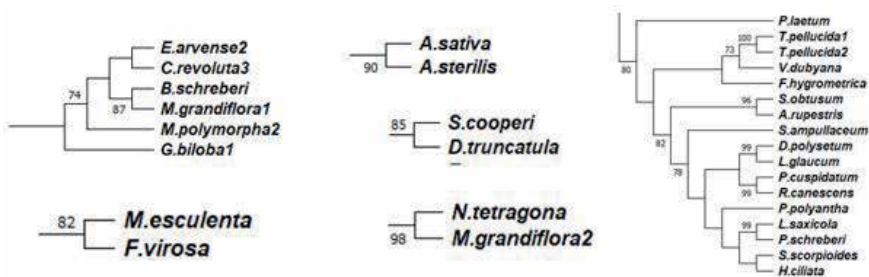 E.arvense2
C.revoluta3
74
B.schreberi
87
M.grandiflora1
M.polymorpha2
G.biloba1
82
M.esculenta
F.virosa
A.sativa
90
A.sterilis
85
S.cooperi
D.truncatula
N.tetragona
98
M.grandiflora2
P.laetum
100
T.pellucida1
73
T.pellucida2
80
V.dubyana
F.hygrometrica
96
S.obtusum
A.rupestris
82
S.ampullaceum
78
99
D.polysetum
L.glaucum
P.cuspidatum
99
R.canescens
P.polyantha
99
L.saxicola
P.schreberi
S.scorpioides
H.ciliata